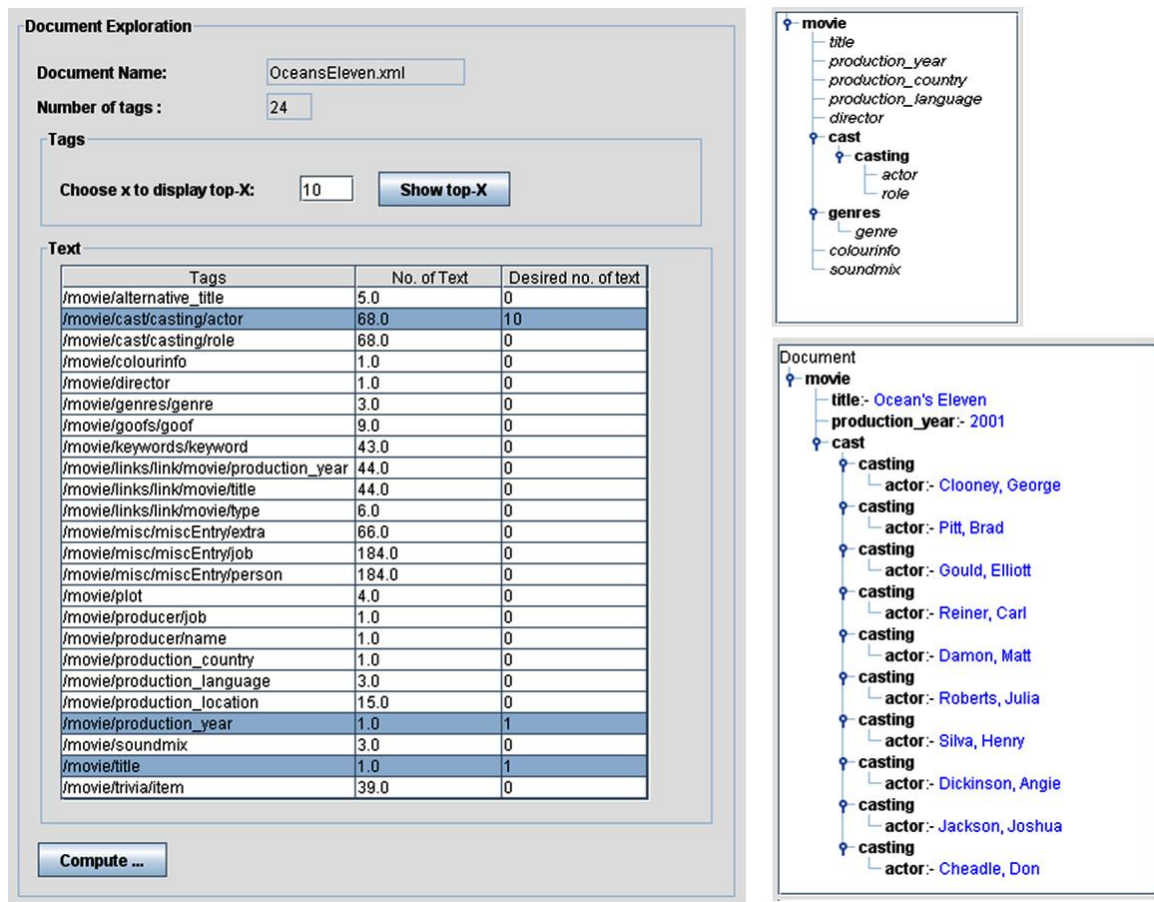 Document Exploration
Document Name: OceansEleven.xml
Number of tags : 24
Tags
Choose x to display top-X: 10 Show top-X
Text
Tags No. of Text Desired no. of text
/movie/alternative_title 5.0 0
/movie/cast/casting/actor 68.0 10
/movie/cast/casting/role 68.0 0
/movie/colourinfo 1.0 0
/movie/director 1.0 0
/movie/genres/genre 3.0 0
/movie/goofs/goof 9.0 0
/movie/keywords/keyword 43.0 0
/movie/links/link/movie/production_year 44.0 0
/movie/links/link/movie/title 44.0 0
/movie/links/link/movie/type 6.0 0
/movie/misc/miscEntry/extra 66.0 0
/movie/misc/miscEntry/job 184.0 0
/movie/misc/miscEntry/person 184.0 0
/movie/plot 4.0 0
/movie/producer/job 1.0 0
/movie/producer/name 1.0 0
/movie/production_country 1.0 0
/movie/production_language 3.0 0
/movie/production_location 15.0 0
/movie/production_year 1.0 1
/movie/soundmix 3.0 0
/movie/title 1.0 1
/movie/trivia/item 39.0 0
Compute ...
movie
title
production_year
production_country
production_language
director
cast
casting
actor
role
genres
genre
colourinfo
soundmix
Document
movie
title:- Ocean's Eleven
production_year:- 2001
cast
casting
actor:- Clooney, George
casting
actor:- Pitt, Brad
casting
actor:- Gould, Elliott
casting
actor:- Reiner, Carl
casting
actor:- Damon, Matt
casting
actor:- Roberts, Julia
casting
actor:- Silva, Henry
casting
actor:- Dickinson, Angie
casting
actor:- Jackson, Joshua
casting
actor:- Cheadle, Don